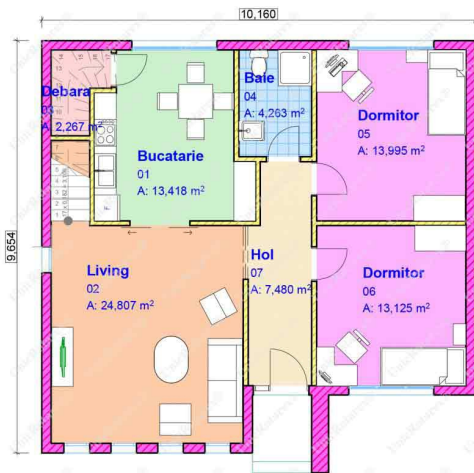 10,160
9,654
Debara
03
A: 2,267 m²
Bucatarie
01
A: 13,418 m²
Baie
04
A: 4,263 m²
Dormitor
05
A: 13,995 m²
Living
02
A: 24,807 m²
Hol
07
A: 7,480 m²
Dormitor
06
A: 13,125 m²